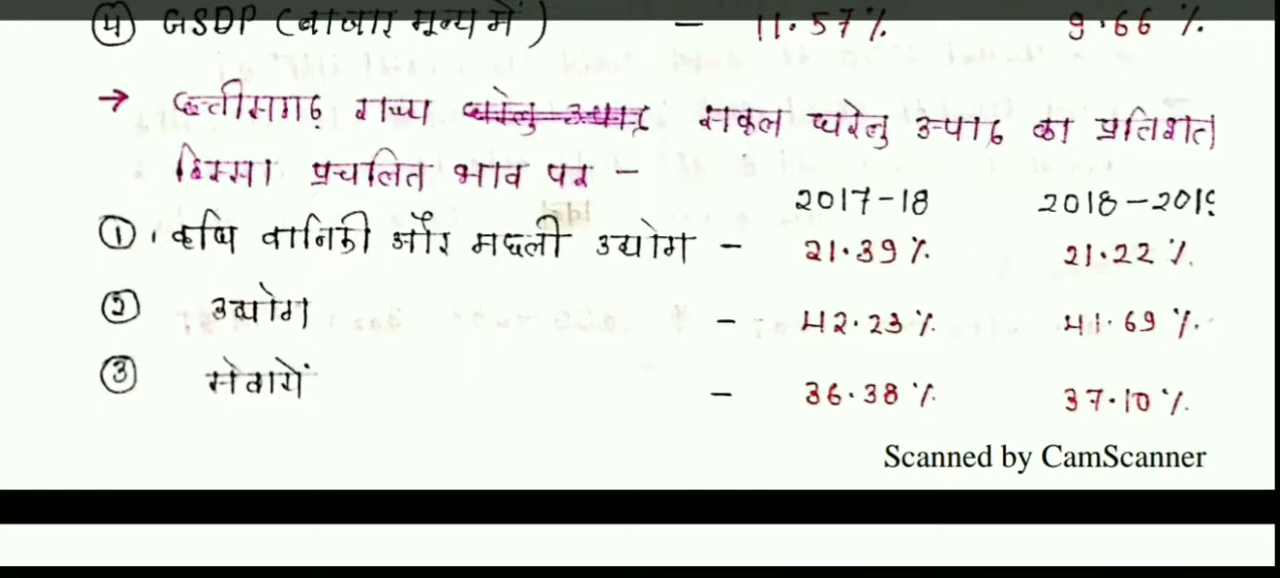 ④ GSDP (बाजार मूल्य में) - 11.57% 9.66 %.
→ छत्तीसगढ़ राज्य घरेलु उत्पाद सकल घरेलु उत्पाद का प्रतिशत
हिस्सा प्रचलित भाव पर -
2017-18 2018-2019
① कृषि वानिकी और मछली उद्योग - 21.39 %. 21.22 %.
② उद्योग - 42.23%. 41.69 %.
③ सेवायें - 36.38 %. 37.10 %.
Scanned by CamScanner